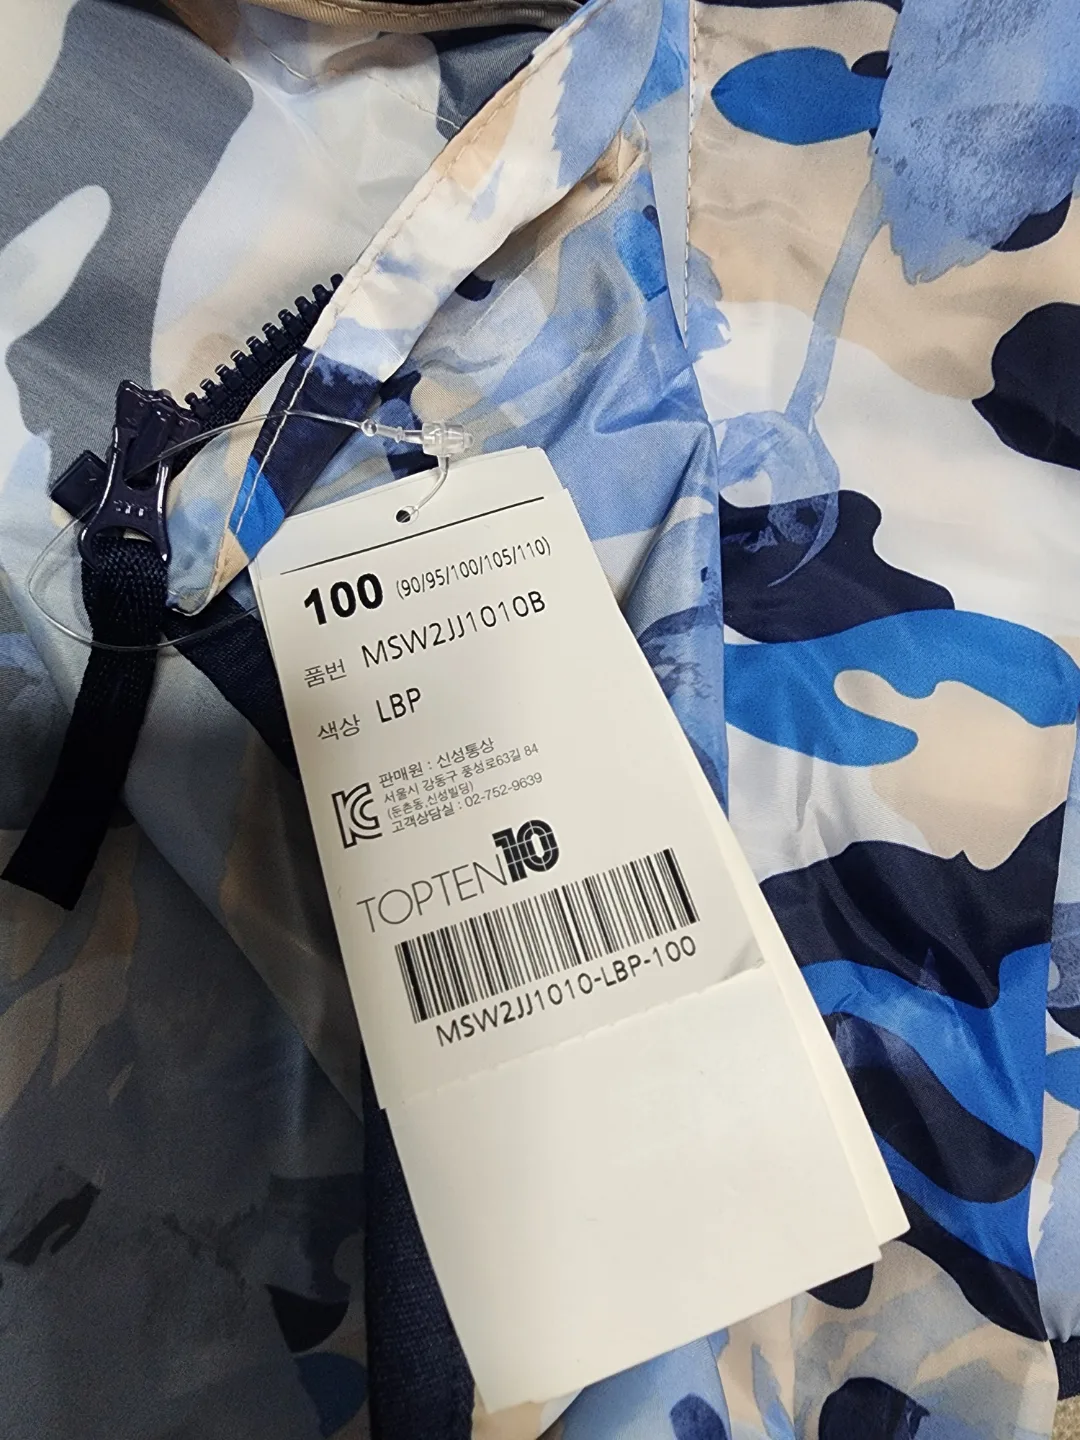 100 (90/95/100/105/110)
품번 MSW2JJ1010B
색상 LBP
판매원 : 신성통상
서울시 강동구 풍성로63길 84
(둔촌동,신성빌딩)
고객상담실 : 02-752-9639
TOPTEN10
MSW2JJ1010-LBP-100